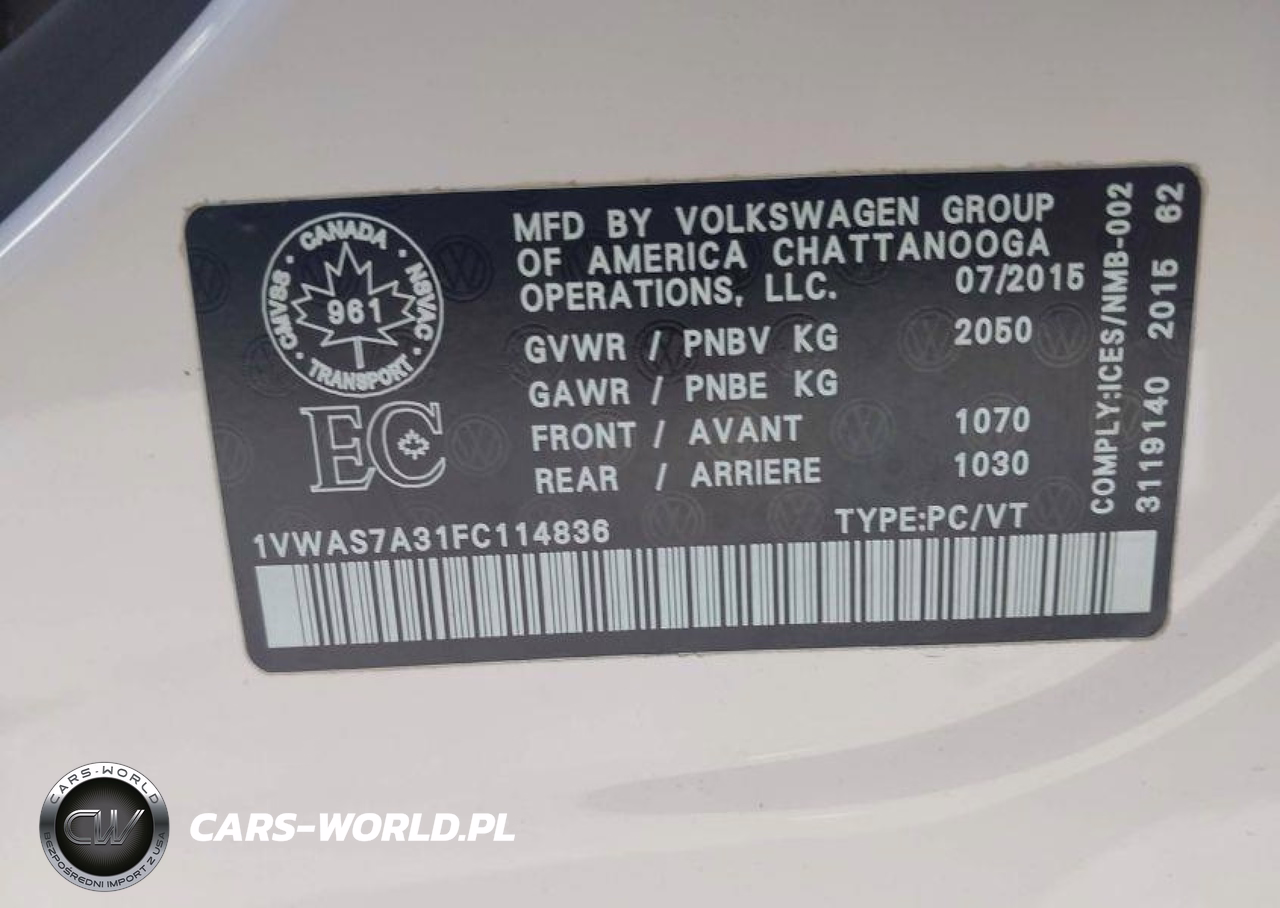 CANADA
CMVSS
NSVAC
961
TRANSPORT
EC
MFD BY VOLKSWAGEN GROUP
OF AMERICA CHATTANOOGA
OPERATIONS, LLC. 07/2015
GVWR / PNBV KG 2050
GAWR / PNBE KG
FRONT / AVANT 1070
REAR / ARRIERE 1030
1VWAS7A31FC114836 TYPE:PC/VT
COMPLY:ICES/NMB-002
3119140 2015 62
CARS-WORLD
CW
BEZPOŚREDNI IMPORT Z USA
CARS-WORLD.PL